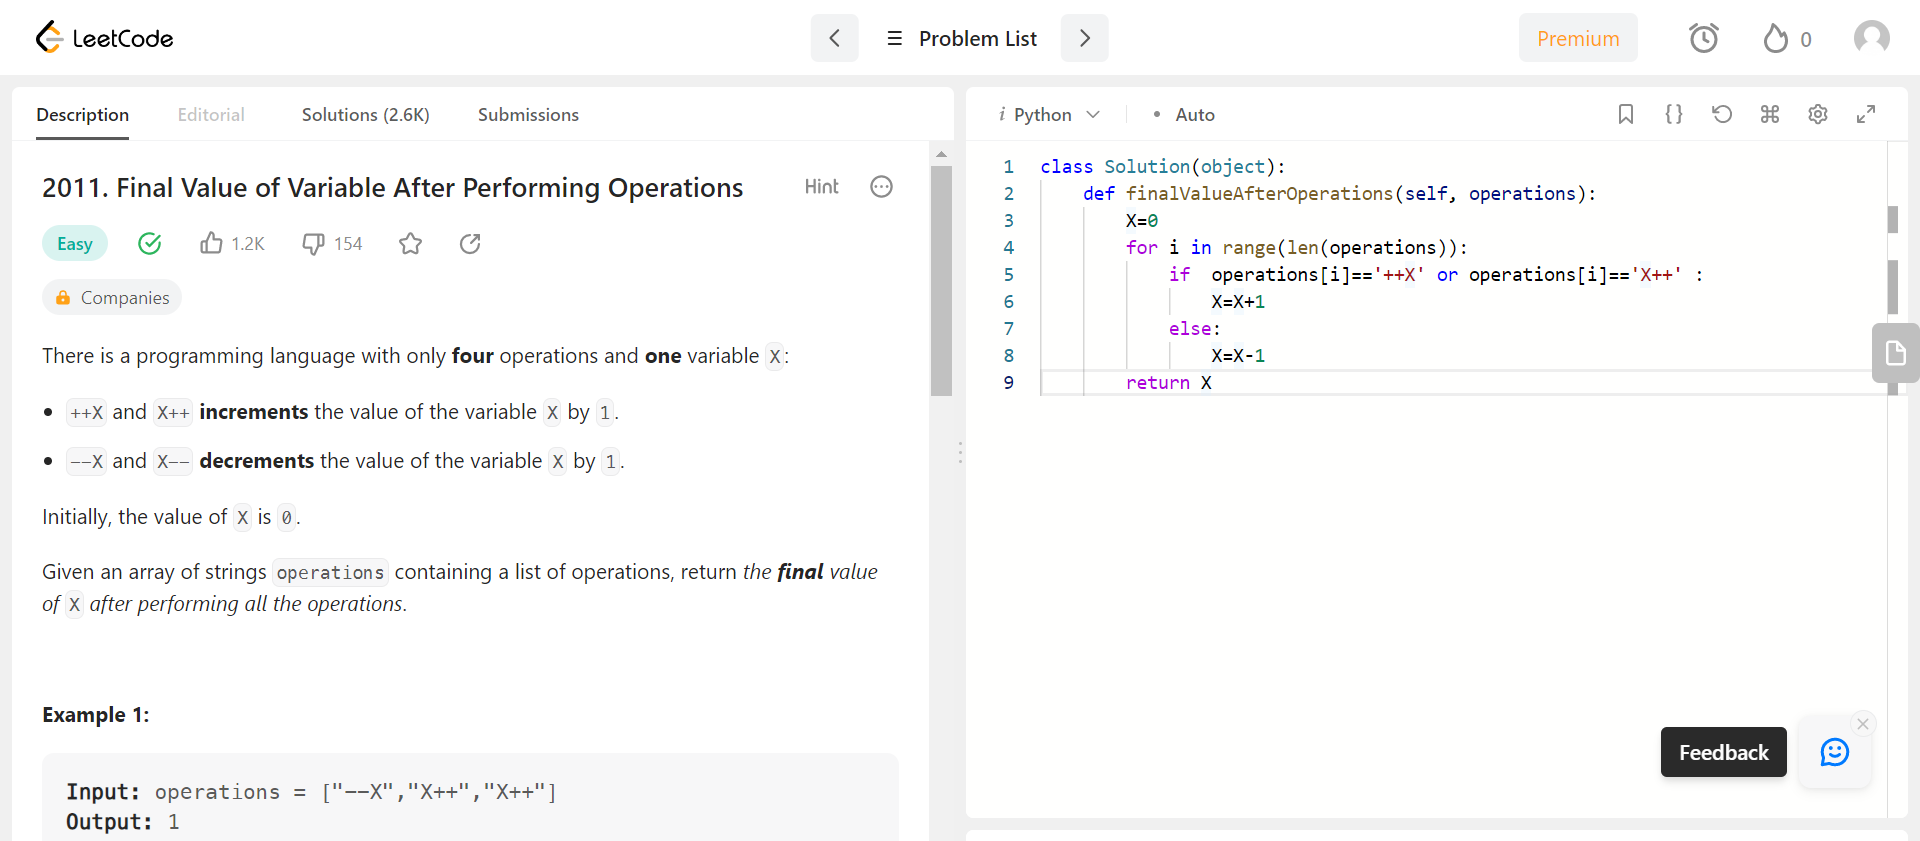 LeetCode
Problem List
Premium
0
Description Editorial Solutions (2.6K) Submissions
2011. Final Value of Variable After Performing Operations
Hint
Easy 1.2K 154
Companies
There is a programming language with only four operations and one variable X:
++X and X++ increments the value of the variable X by 1.
--X and X-- decrements the value of the variable X by 1.
Initially, the value of X is 0.
Given an array of strings operations containing a list of operations, return the final value
of X after performing all the operations.
Example 1:
Input: operations = ["--X","X++","X++"]
Output: 1
i Python • Auto
1 class Solution(object):
2 def finalValueAfterOperations(self, operations):
3 X=0
4 for i in range(len(operations)):
5 if  operations[i]=='++X' or operations[i]=='X++' :
6 X=X+1
7 else:
8 X=X-1
9 return X
Feedback